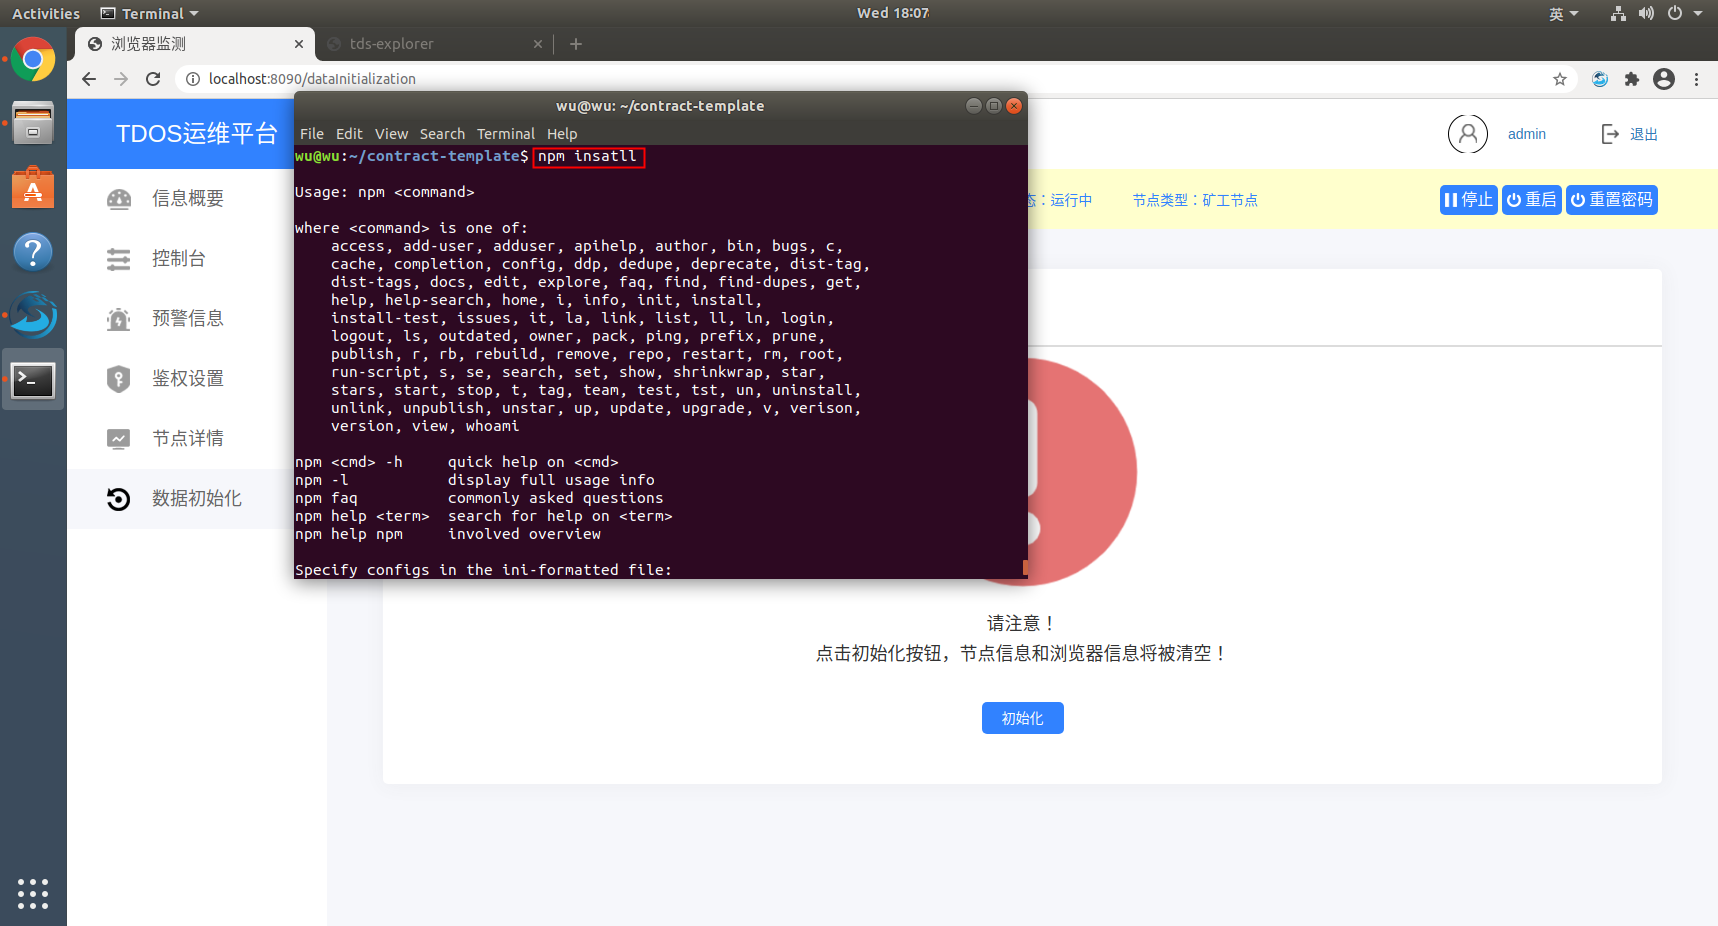 Activities Terminal Wed 18:07 英
浏览器监测 tds-explorer
localhost:8090/dataInitialization
TDOS运维平台
admin 退出
信息概要
控制台
预警信息
鉴权设置
节点详情
数据初始化
态：运行中 节点类型：矿工节点 停止 重启 重置密码
wu@wu: ~/contract-template
File Edit View Search Terminal Help
wu@wu:~/contract-template$ npm insatll
Usage: npm <command>
where <command> is one of:
access, add-user, adduser, apihelp, author, bin, bugs, c,
cache, completion, config, ddp, dedupe, deprecate, dist-tag,
dist-tags, docs, edit, explore, faq, find, find-dupes, get,
help, help-search, home, i, info, init, install,
install-test, issues, it, la, link, list, ll, ln, login,
logout, ls, outdated, owner, pack, ping, prefix, prune,
publish, r, rb, rebuild, remove, repo, restart, rm, root,
run-script, s, se, search, set, show, shrinkwrap, star,
stars, start, stop, t, tag, team, test, tst, un, uninstall,
unlink, unpublish, unstar, up, update, upgrade, v, verison,
version, view, whoami
npm <cmd> -h quick help on <cmd>
npm -l display full usage info
npm faq commonly asked questions
npm help <term> search for help on <term>
npm help npm involved overview
Specify configs in the ini-formatted file:
请注意！
点击初始化按钮，节点信息和浏览器信息将被清空！
初始化